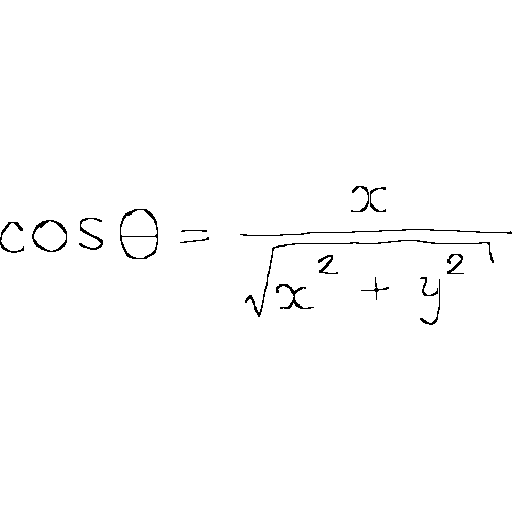 cos θ = x / √(x² + y²)